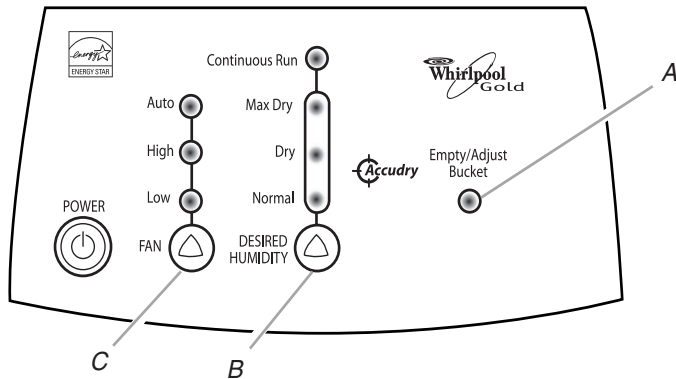 energy
ENERGY STAR
Continuous Run
Whirlpool
Gold
A
Auto
Max Dry
High
Dry
Accudry
Empty/Adjust
Bucket
Low
Normal
POWER
FAN
DESIRED
HUMIDITY
C
B